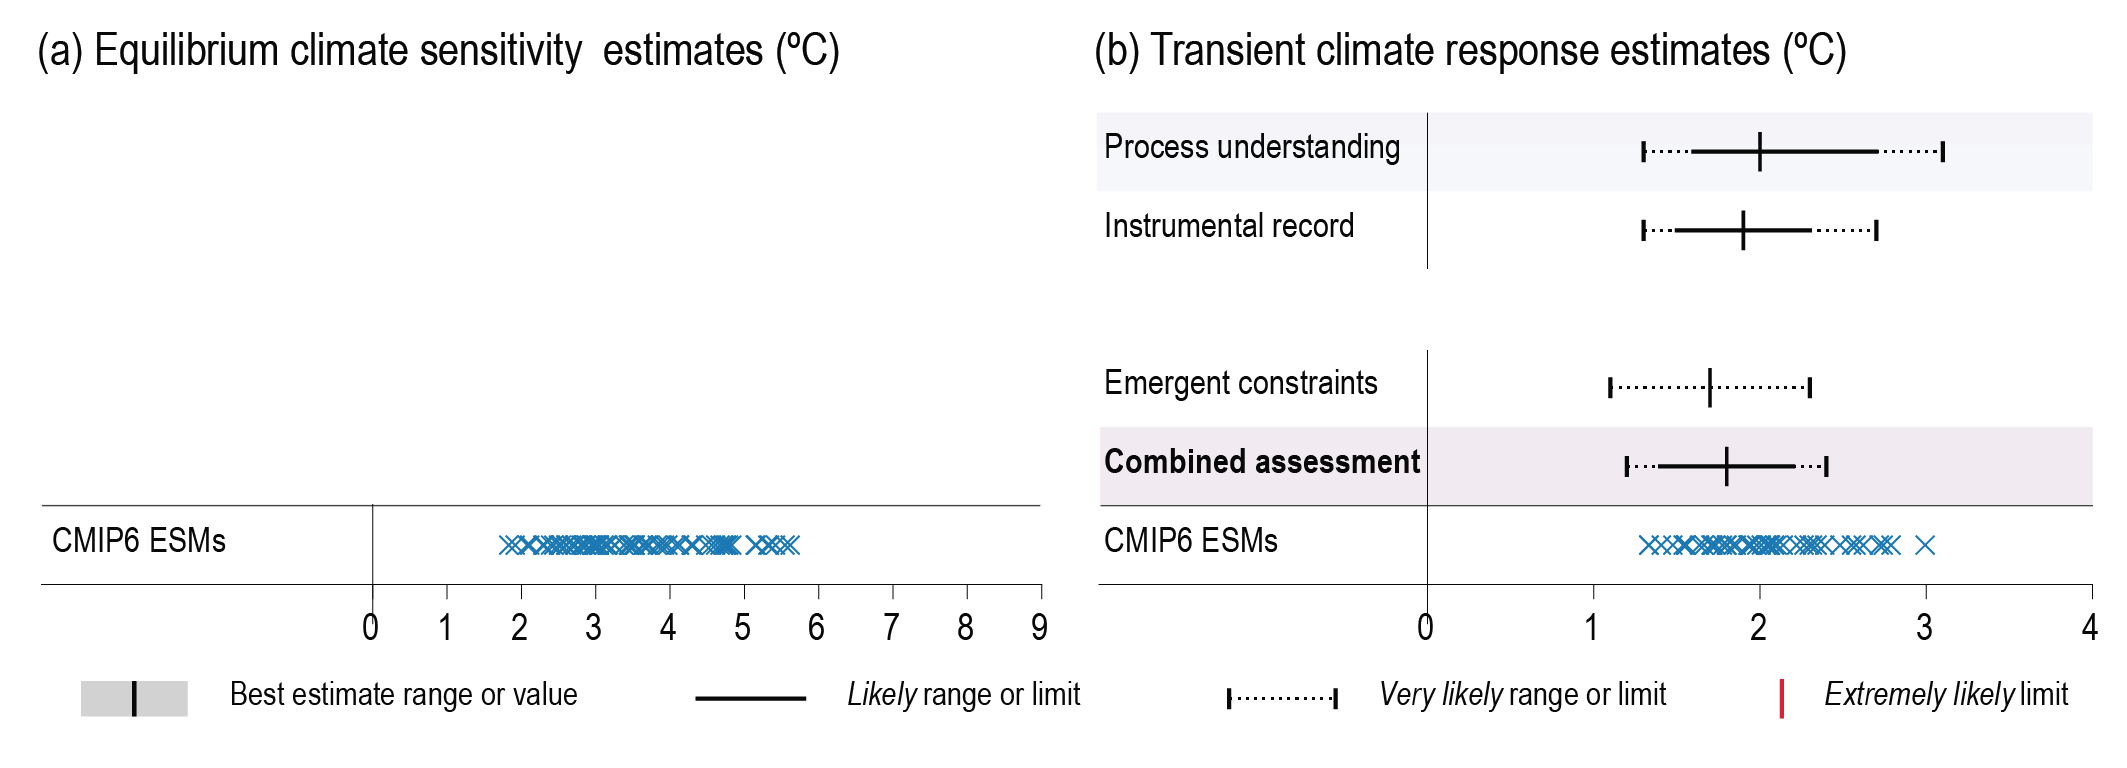 (a) Equilibrium climate sensitivity estimates (ºC)
CMIP6 ESMs
0 1 2 3 4 5 6 7 8 9
(b) Transient climate response estimates (ºC)
Process understanding
Instrumental record
Emergent constraints
Combined assessment
CMIP6 ESMs
0 1 2 3 4
Best estimate range or value
Likely range or limit
Very likely range or limit
Extremely likely limit